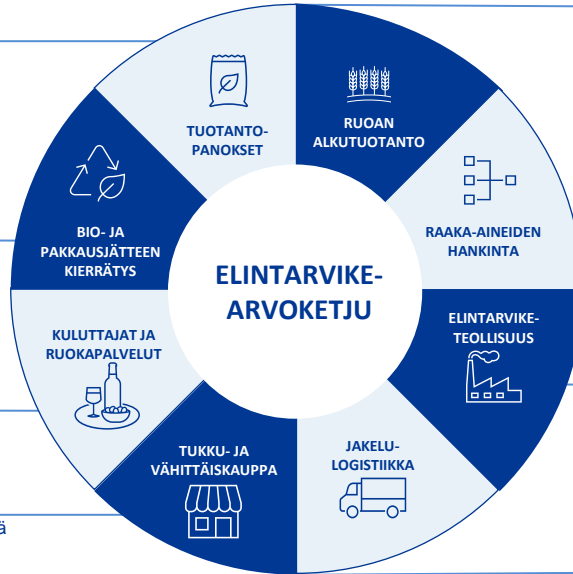 TUOTANTO-
PANOKSET
RUOAN
ALKUTUOTANTO
RAAKA-AINEIDEN
HANKINTA
ELINTARVIKE-
TEOLLISUUS
JAKELU-
LOGISTIIKKA
TUKKU- JA
VÄHITTÄISKAUPPA
KULUTTAJAT JA
RUOKAPALVELUT
BIO- JA
PAKKAUSJÄTTEEN
KIERRÄTYS
ELINTARVIKE-
ARVOKETJU
ä